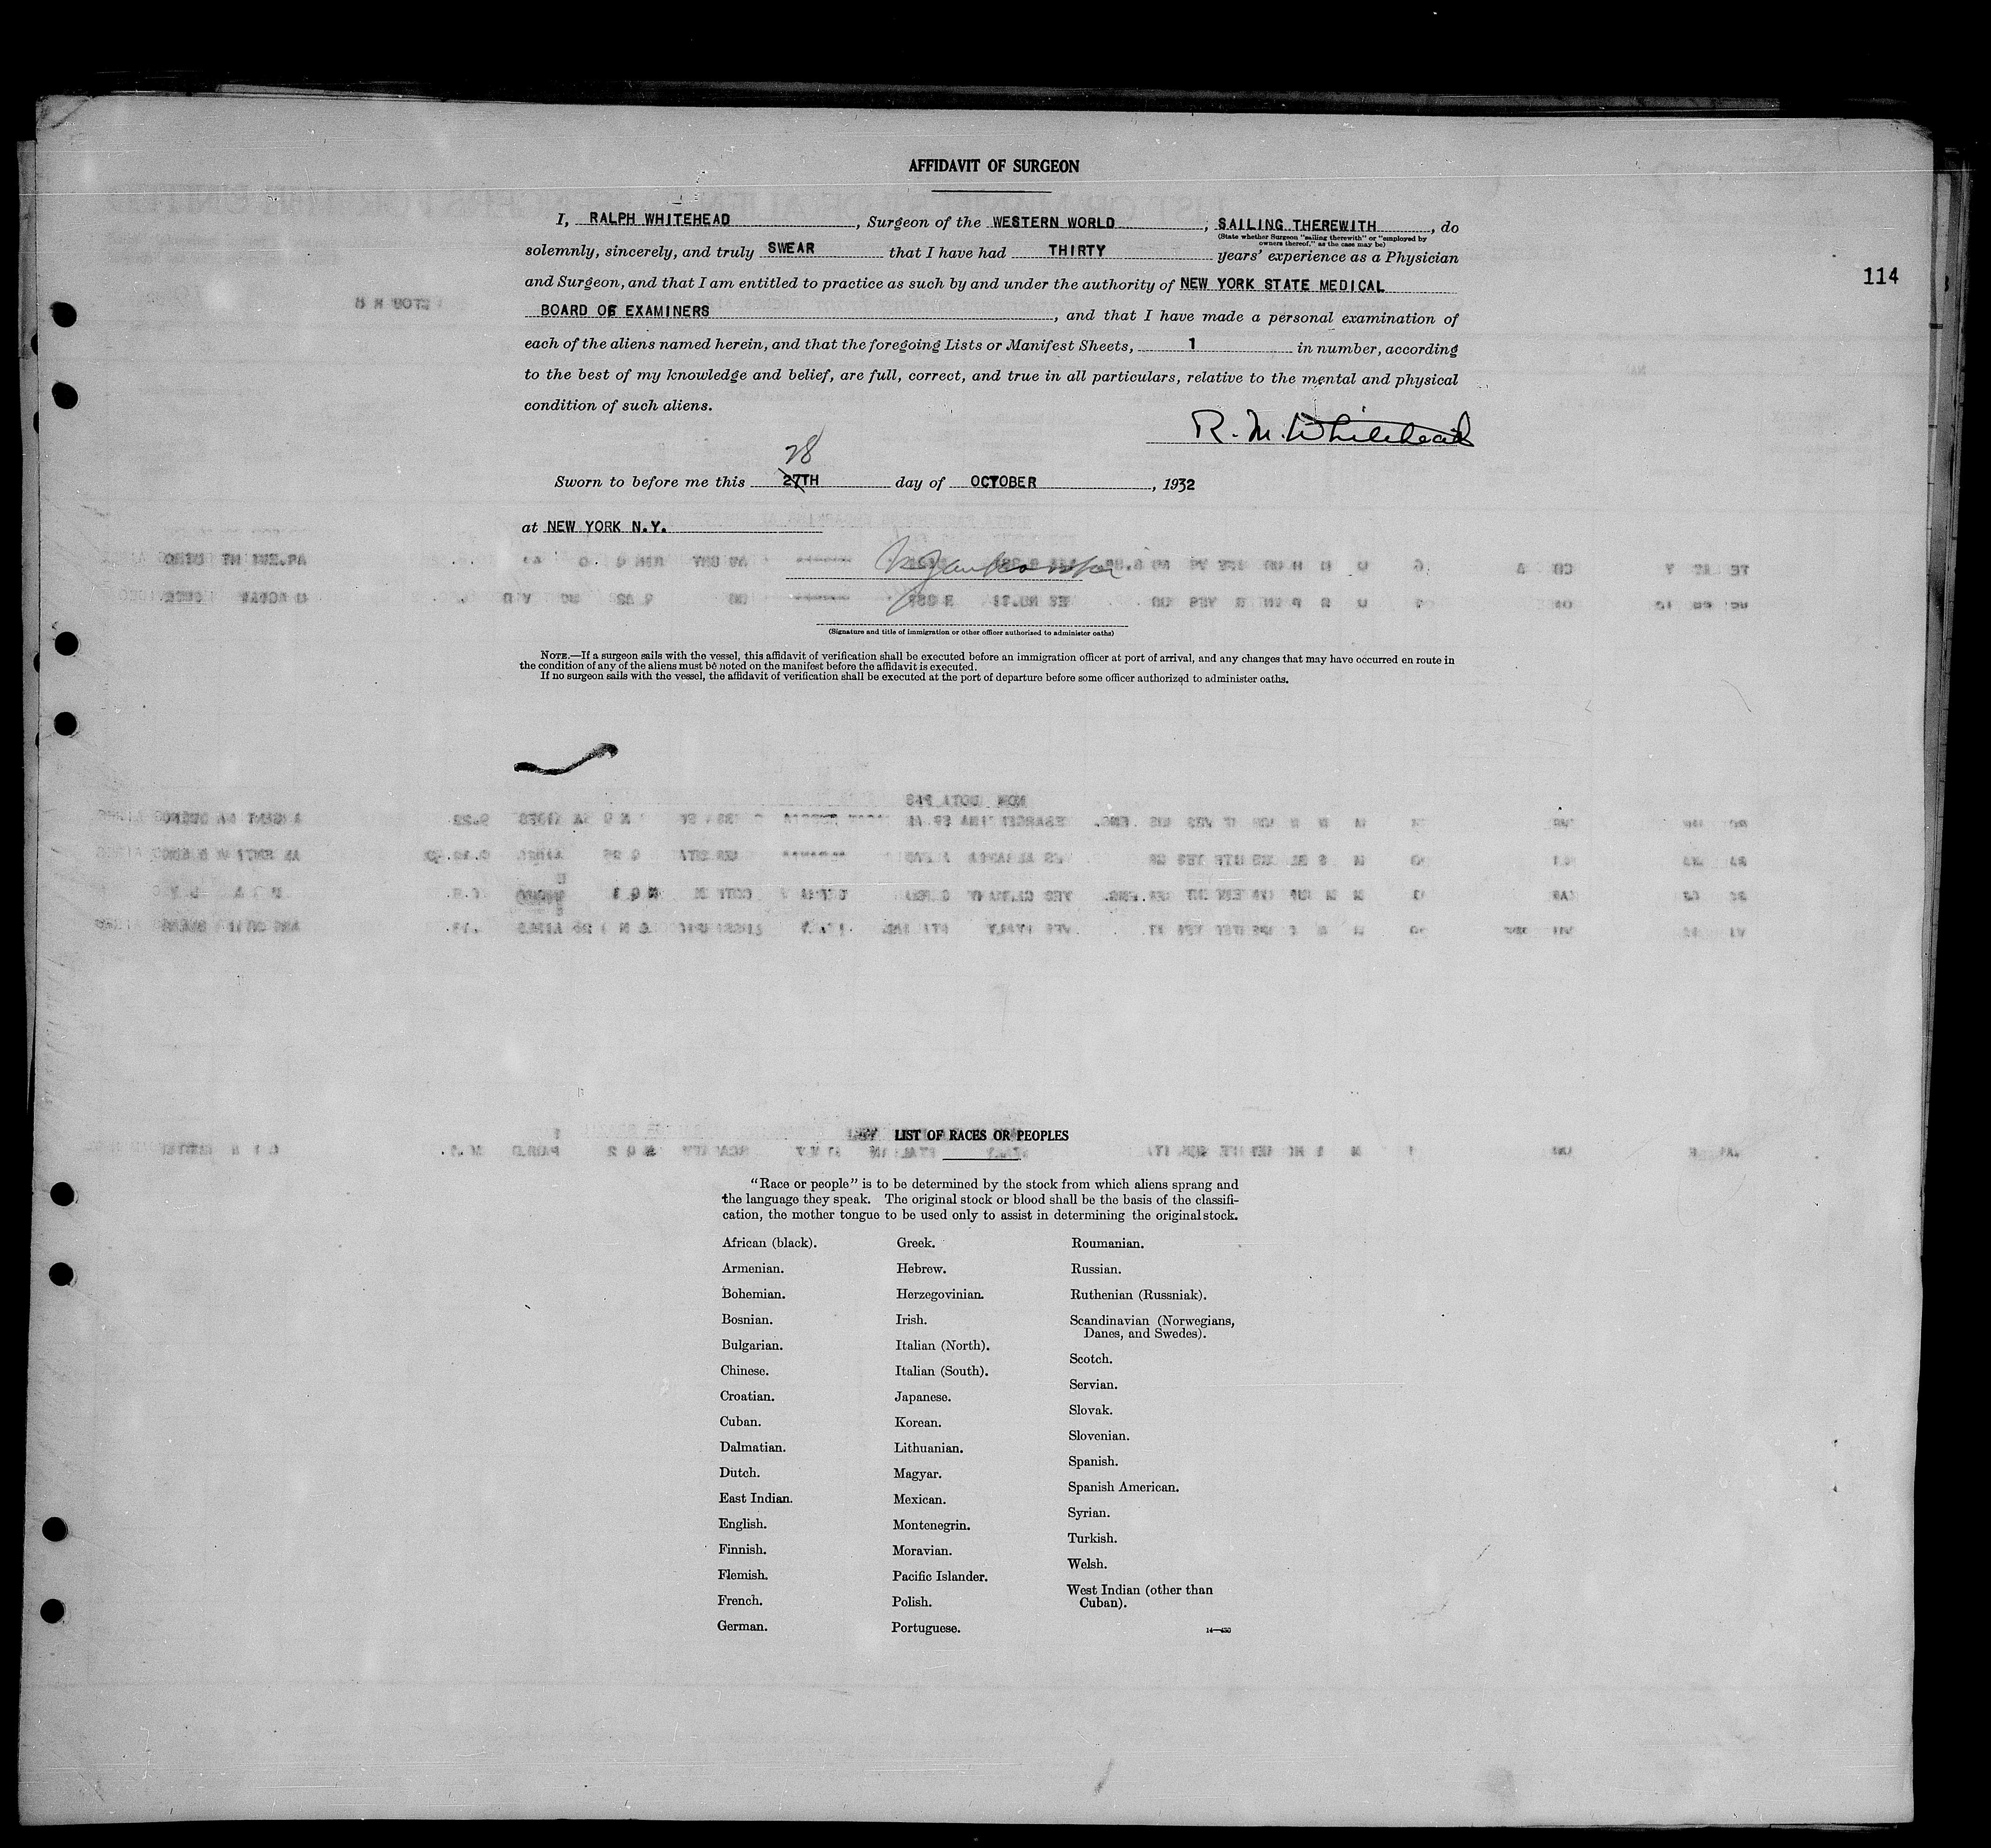 AFFIDAVIT OF SURGEON
I, RALPH WHITEHEAD, Surgeon of the WESTERN WORLD, SAILING THEREWITH, do
(State whether Surgeon "sailing therewith" or "employed by
owners thereof," as the case may be)
solemnly, sincerely, and truly SWEAR that I have had THIRTY years' experience as a Physician
114
and Surgeon, and that I am entitled to practice as such by and under the authority of NEW YORK STATE MEDICAL
BOARD OF EXAMINERS, and that I have made a personal examination of
each of the aliens named herein, and that the foregoing Lists or Manifest Sheets, 1 in number, according
to the best of my knowledge and belief, are full, correct, and true in all particulars, relative to the mental and physical
condition of such aliens.
R. M. Whitehead
28
Sworn to before me this 27TH day of OCTOBER, 1932
at NEW YORK N.Y.
(Signature and title of immigration or other officer authorized to administer oaths)
NOTE.—If a surgeon sails with the vessel, this affidavit of verification shall be executed before an immigration officer at port of arrival, and any changes that may have occurred en route in
the condition of any of the aliens must be noted on the manifest before the affidavit is executed.
If no surgeon sails with the vessel, the affidavit of verification shall be executed at the port of departure before some officer authorized to administer oaths.
LIST OF RACES OR PEOPLES
"Race or people" is to be determined by the stock from which aliens sprang and
the language they speak. The original stock or blood shall be the basis of the classifi-
cation, the mother tongue to be used only to assist in determining the original stock.
African (black).
Armenian.
Bohemian.
Bosnian.
Bulgarian.
Chinese.
Croatian.
Cuban.
Dalmatian.
Dutch.
East Indian.
English.
Finnish.
Flemish.
French.
German.
Greek.
Hebrew.
Herzegovinian.
Irish.
Italian (North).
Italian (South).
Japanese.
Korean.
Lithuanian.
Magyar.
Mexican.
Montenegrin.
Moravian.
Pacific Islander.
Polish.
Portuguese.
Roumanian.
Russian.
Ruthenian (Russniak).
Scandinavian (Norwegians,
Danes, and Swedes).
Scotch.
Servian.
Slovak.
Slovenian.
Spanish.
Spanish American.
Syrian.
Turkish.
Welsh.
West Indian (other than
Cuban).
14—430